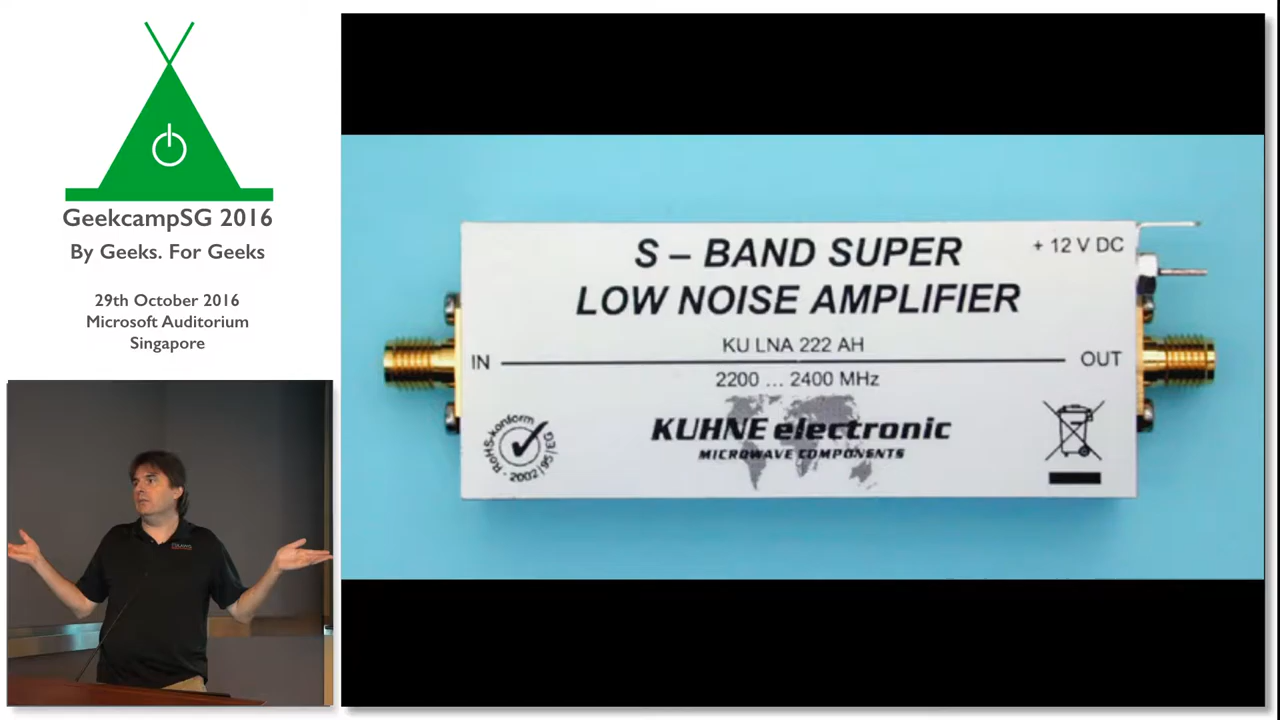 GeekcampSG 2016
By Geeks. For Geeks
29th October 2016
Microsoft Auditorium
Singapore
S – BAND SUPER
LOW NOISE AMPLIFIER
+ 12 V DC
KU LNA 222 AH
IN
OUT
2200 ... 2400 MHz
KUHNE electronic
MICROWAVE COMPONENTS
RoHS-konform
2002/95/EG